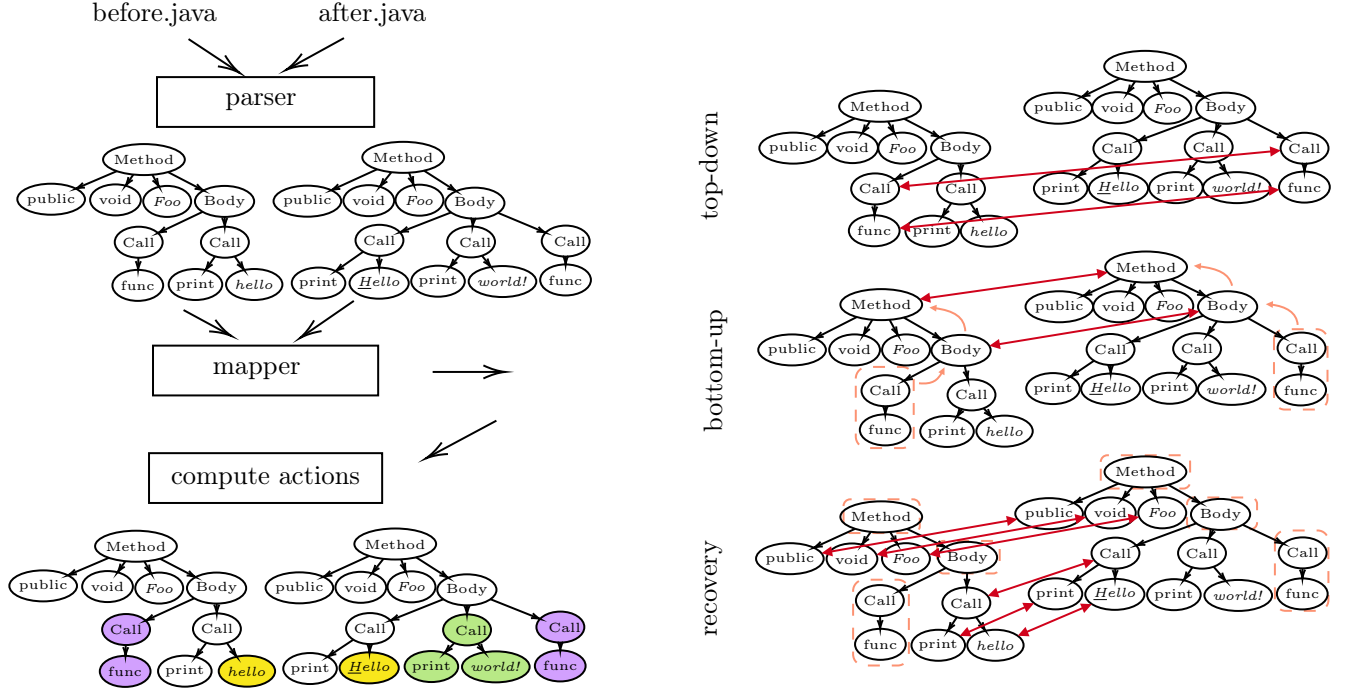 before.java after.java
parser
Method Method
public void Foo Body public void Foo Body
Call Call Call Call Call
func print hello print Hello print world! func
mapper
compute actions
Method Method
public void Foo Body public void Foo Body
Call Call Call Call Call
func print hello print Hello print world! func
top-down
Method
public void Foo Body
Call Call
func print hello
Method
public void Foo Body
Call Call Call
print Hello print world! func
bottom-up
Method
public void Foo Body
Call Call
func print hello
Method
public void Foo Body
Call Call Call
print Hello print world! func
recovery
Method
public void Foo Body
Call Call
func print hello
Method
public void Foo Body
Call Call Call
print Hello print world! func